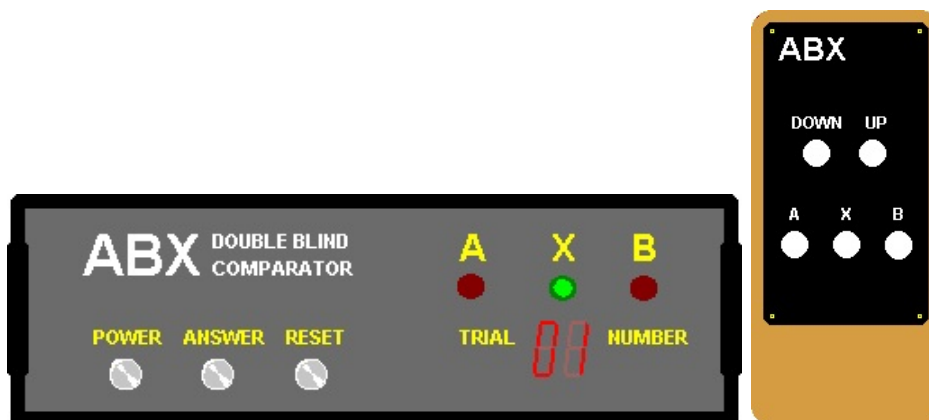 ABX DOUBLE BLIND
COMPARATOR
A X B
POWER ANSWER RESET
TRIAL 01 NUMBER
ABX
DOWN UP
A X B